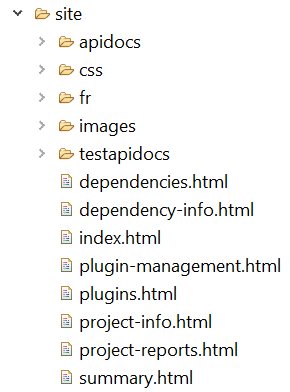 site
apidocs
css
fr
images
testapidocs
dependencies.html
dependency-info.html
index.html
plugin-management.html
plugins.html
project-info.html
project-reports.html
summary.html